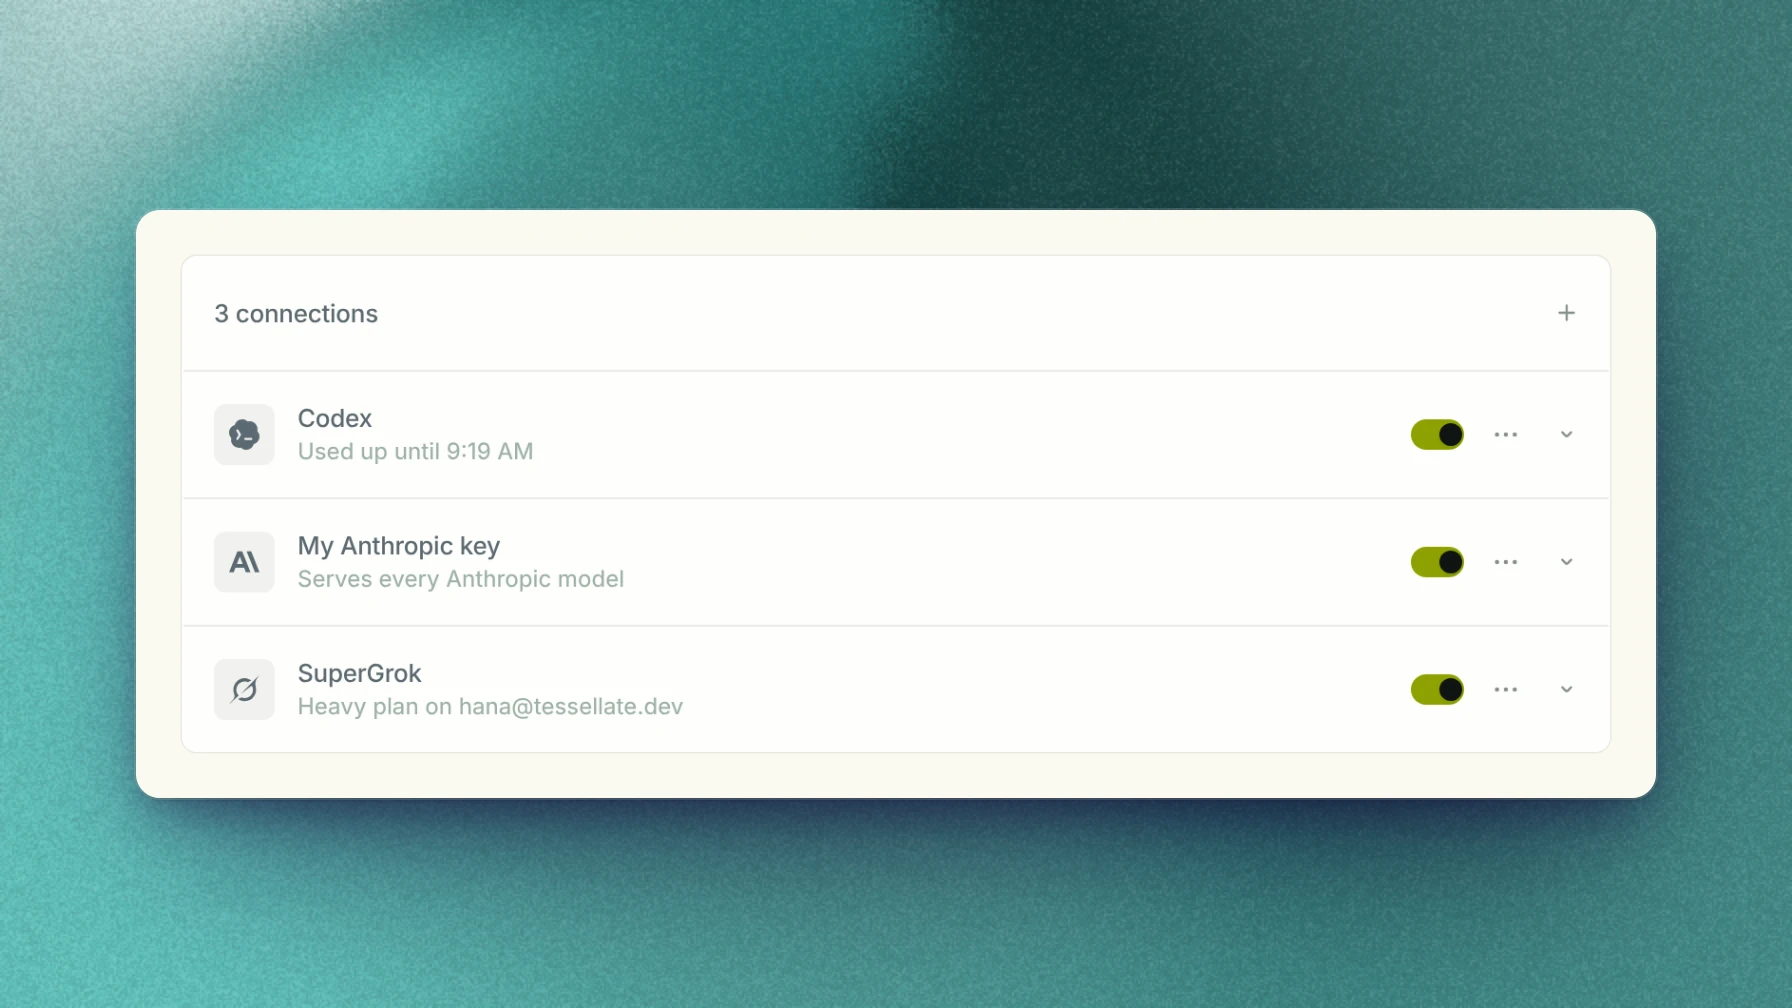 3 connections
Codex
Used up until 9:19 AM
My Anthropic key
Serves every Anthropic model
SuperGrok
Heavy plan on hana@tessellate.dev